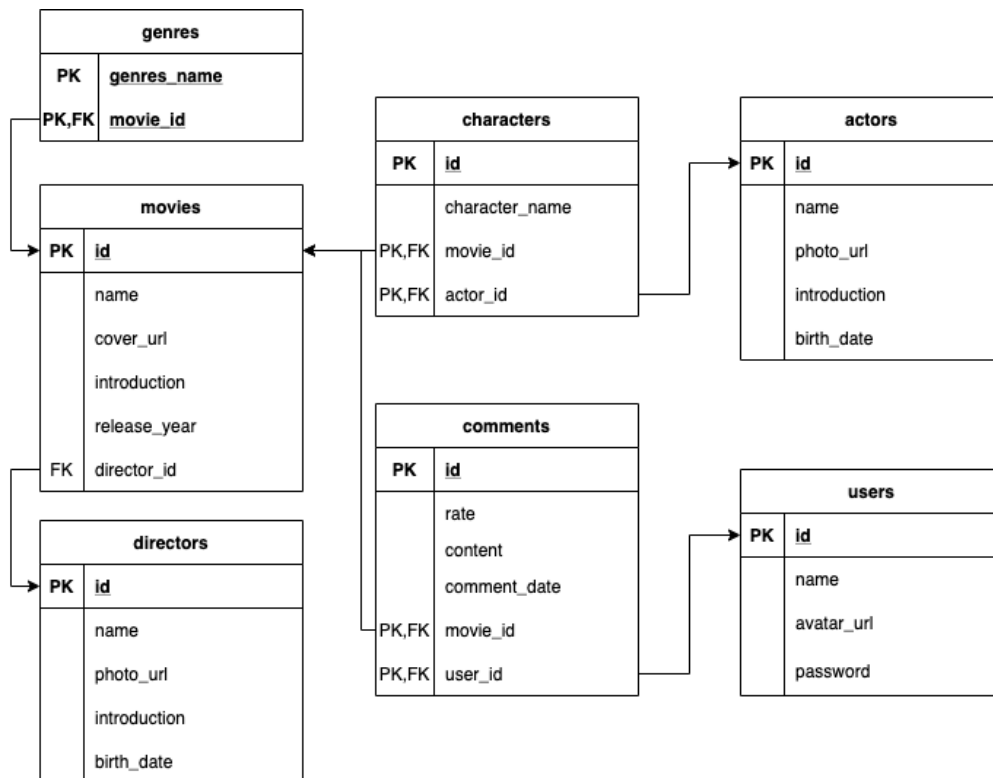 genres
PK genres_name
PK,FK movie_id
movies
PK id
name
cover_url
introduction
release_year
FK director_id
directors
PK id
name
photo_url
introduction
birth_date
characters
PK id
character_name
PK,FK movie_id
PK,FK actor_id
comments
PK id
rate
content
comment_date
PK,FK movie_id
PK,FK user_id
actors
PK id
name
photo_url
introduction
birth_date
users
PK id
name
avatar_url
password